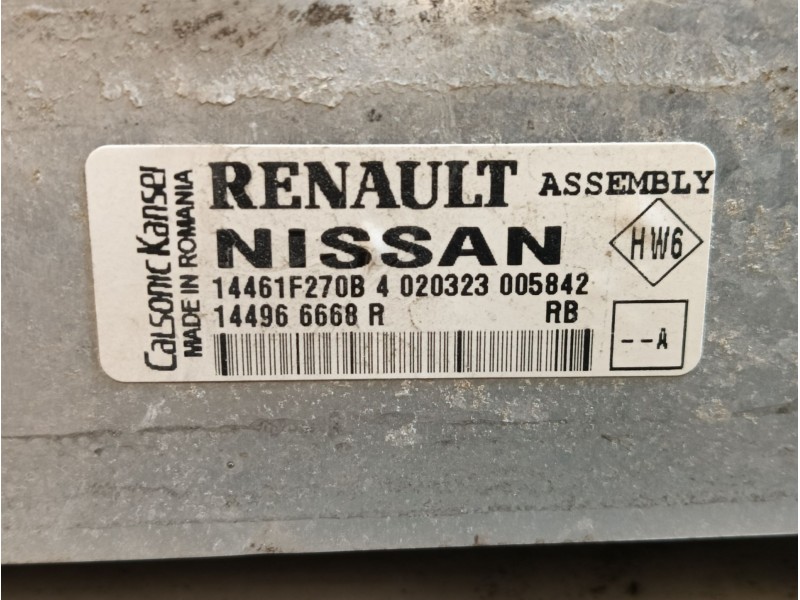 Calsonic Kansei
MADE IN ROMANIA
RENAULT ASSEMBLY
NISSAN
HW6
14461F270B 4 020323 005842
14496 6668 R RB
--A